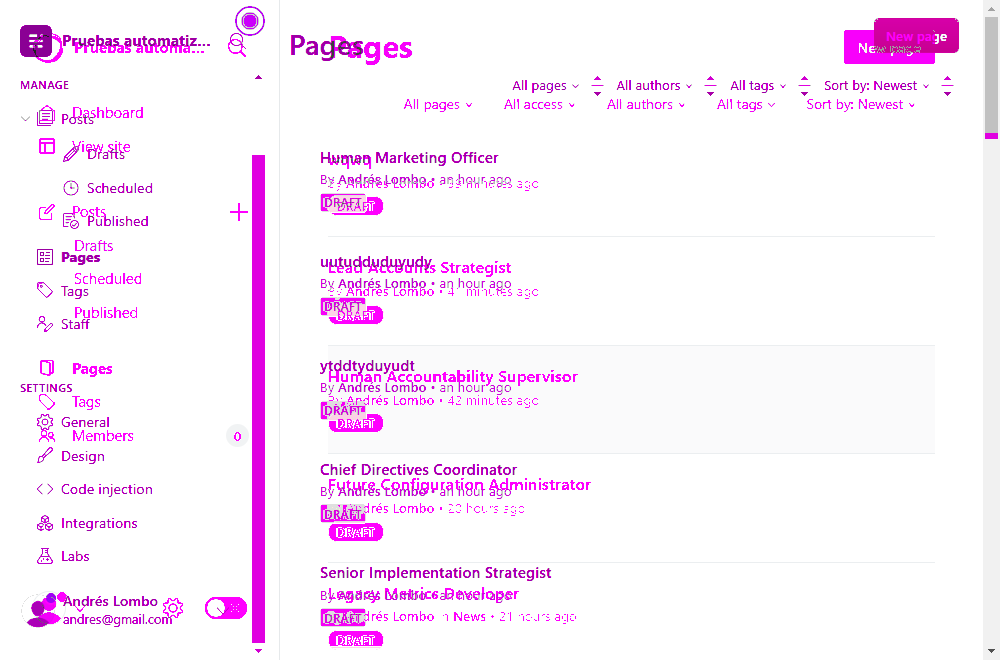 Pruebas automatiz...
Pruebas automa...
MANAGE
Dashboard
Posts
View site
Drafts
Scheduled
Posts
Published
Drafts
Pages
Scheduled
Tags
Published
Staff
Pages
SETTINGS
Tags
General
Members
0
Design
Code injection
Integrations
Labs
Andrés Lombo
andres@gmail.com
Pages
Pages
New page
New page
All pages
All authors
All tags
Sort by: Newest
All pages
All access
All authors
All tags
Sort by: Newest
Human Marketing Officer
By Andrés Lombo • an hour ago
DRAFT
DRAFT
Lead Accounts Strategist
By Andrés Lombo • an hour ago
By Andrés Lombo • 41 minutes ago
DRAFT
DRAFT
ytddtyduyudt
Human Accountability Supervisor
By Andrés Lombo • an hour ago
By Andrés Lombo • 42 minutes ago
DRAFT
DRAFT
Chief Directives Coordinator
Future Configuration Administrator
By Andrés Lombo • an hour ago
By Andrés Lombo • 20 hours ago
DRAFT
DRAFT
Senior Implementation Strategist
Legacy Metrics Developer
By Andrés Lombo • an hour ago
By Andrés Lombo in News • 21 hours ago
DRAFT
DRAFT